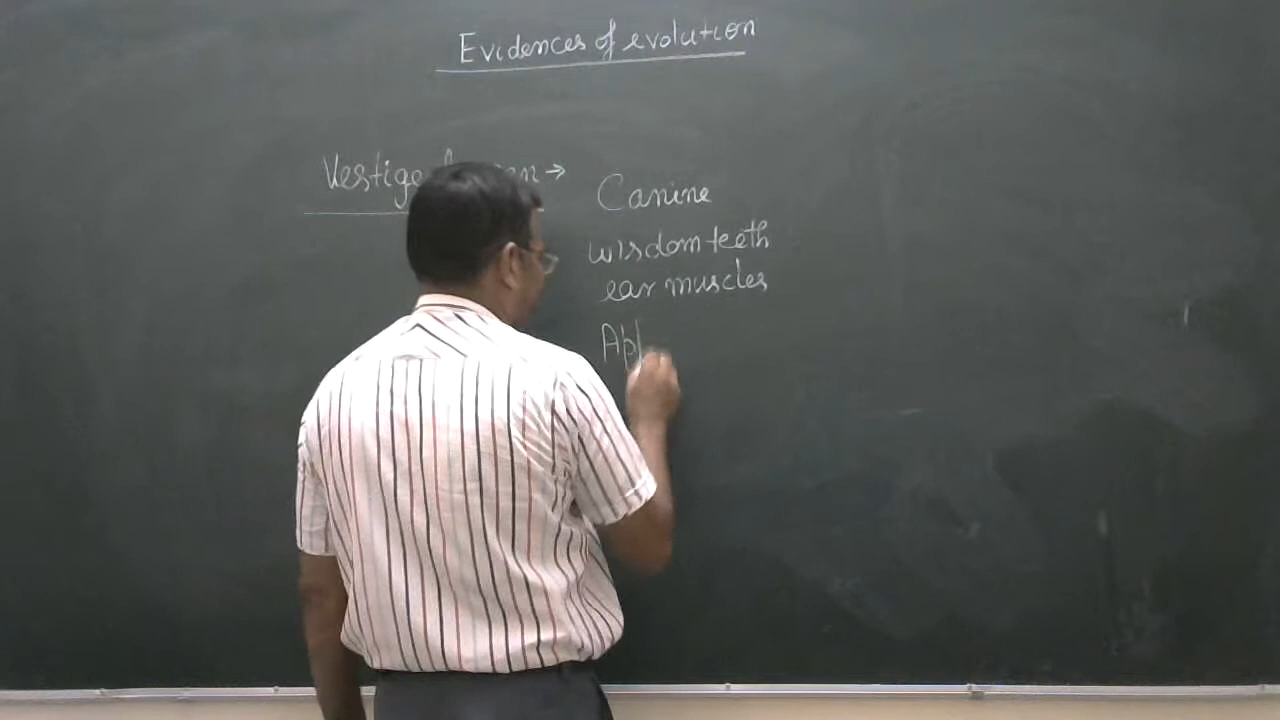 Evidences of evolution
→ Canine
wisdom teeth
ear muscles